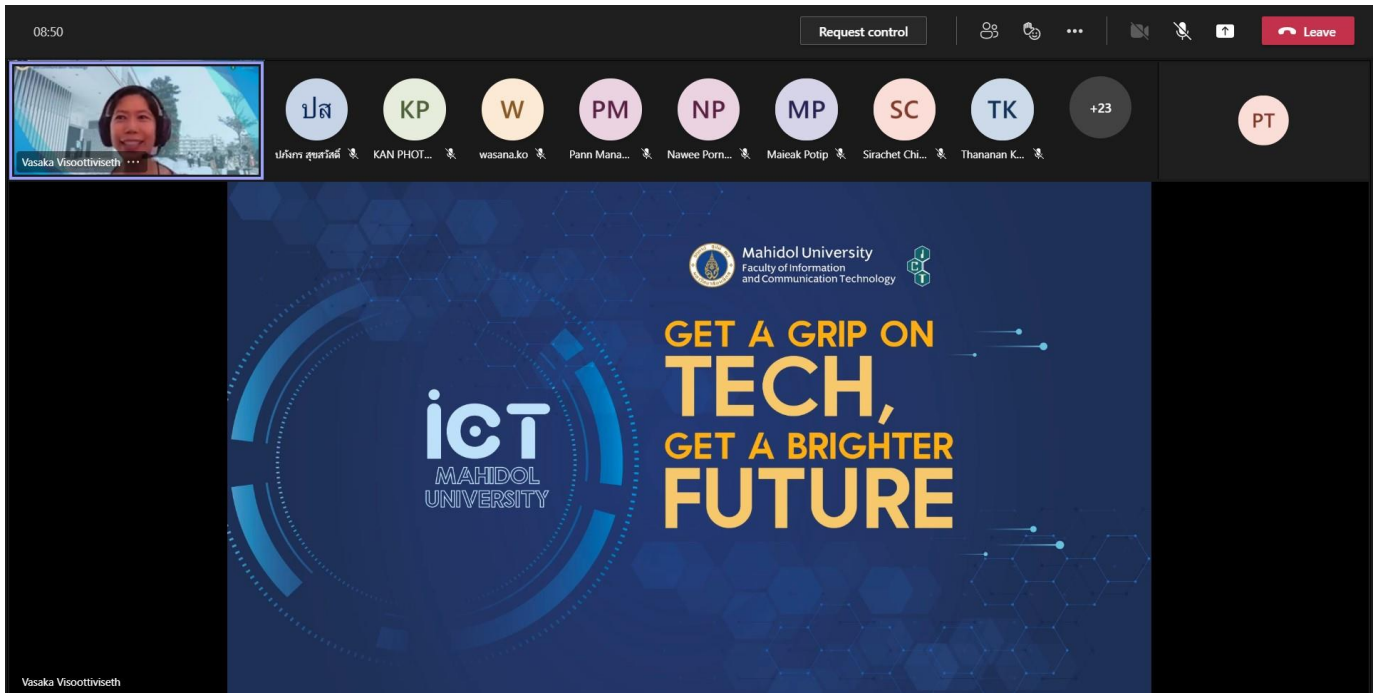 08:50
Request control
Leave
Vasaka Visoottiviseth
ปส
KP
W
PM
NP
MP
SC
TK
+23
PT
ปภังกร สุขสวัสดิ์
KAN PHOT...
wasana.ko
Pann Mana...
Nawee Porn...
Maieak Potip
Sirachet Chi...
Thananan K...
Mahidol University
Faculty of Information
and Communication Technology
iCT
GET A GRIP ON
TECH,
GET A BRIGHTER
FUTURE
iCT
MAHIDOL
UNIVERSITY
Vasaka Visoottiviseth